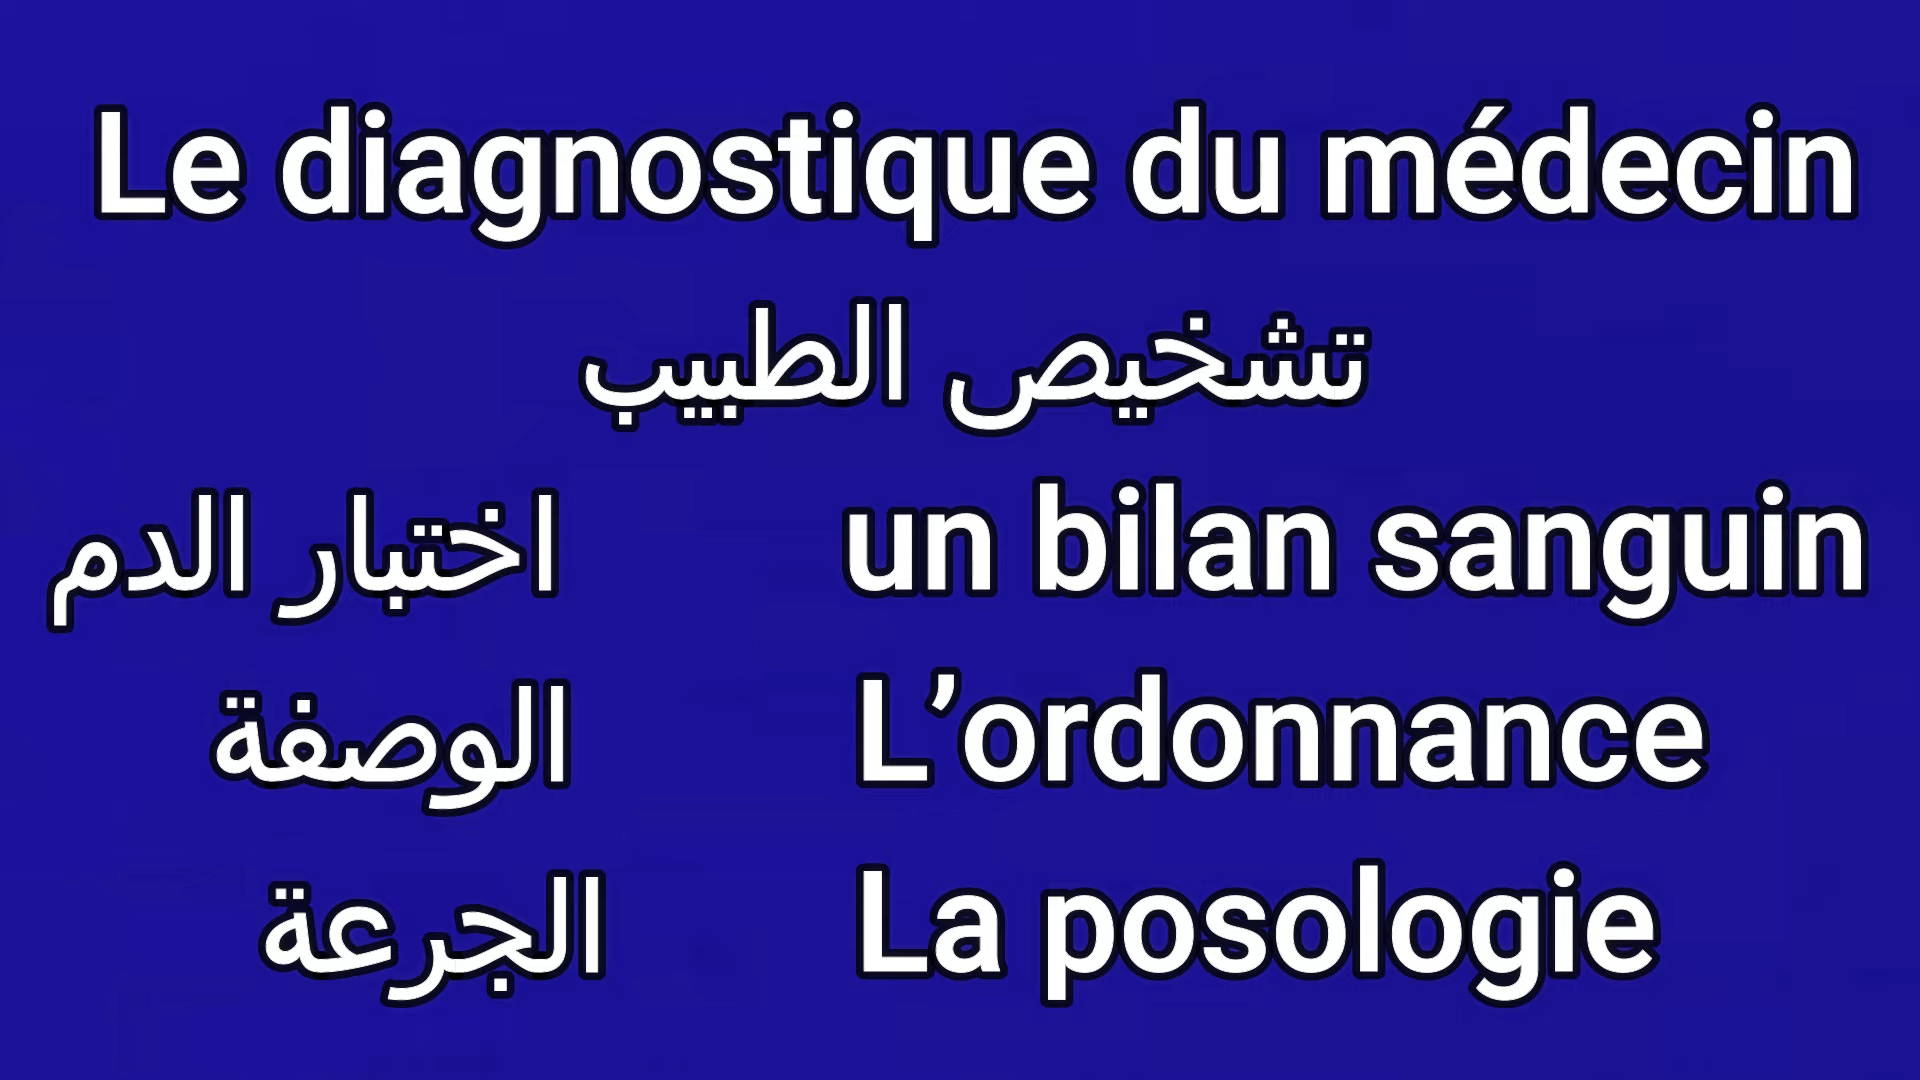 Le diagnostique du médecin
تشخيص الطبيب
un bilan sanguin اختبار الدم
L’ordonnance الوصفة
La posologie الجرعة